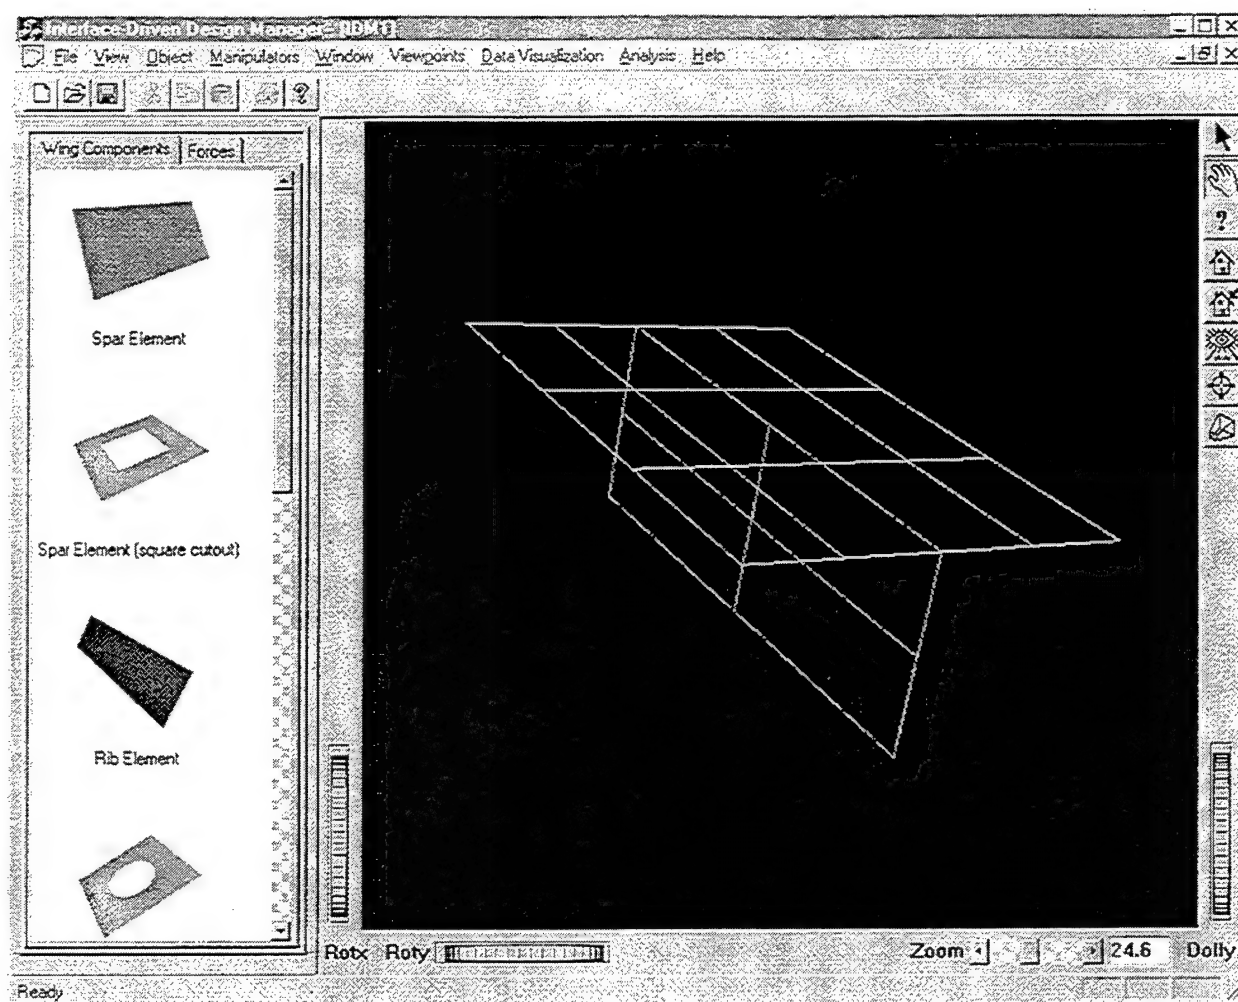 Interface-Driven Design Manager - [IDM1]
File View Object Manipulators Window Viewpoints Data Visualization Analysis Help
Wing Components Forces
Spar Element
Spar Element (square cutout)
Rib Element
Rotx Roty Zoom 24.6 Dolly
Ready